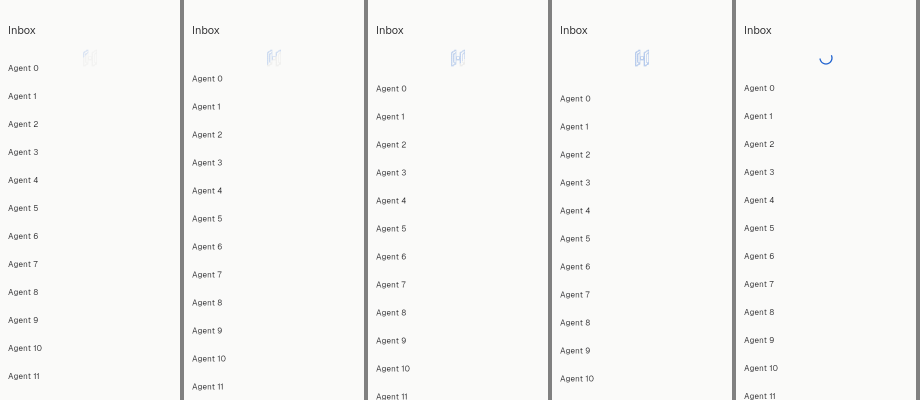 Inbox
Agent 0
Agent 1
Agent 2
Agent 3
Agent 4
Agent 5
Agent 6
Agent 7
Agent 8
Agent 9
Agent 10
Agent 11
Inbox
Agent 0
Agent 1
Agent 2
Agent 3
Agent 4
Agent 5
Agent 6
Agent 7
Agent 8
Agent 9
Agent 10
Agent 11
Inbox
Agent 0
Agent 1
Agent 2
Agent 3
Agent 4
Agent 5
Agent 6
Agent 7
Agent 8
Agent 9
Agent 10
Agent 11
Inbox
Agent 0
Agent 1
Agent 2
Agent 3
Agent 4
Agent 5
Agent 6
Agent 7
Agent 8
Agent 9
Agent 10
Inbox
Agent 0
Agent 1
Agent 2
Agent 3
Agent 4
Agent 5
Agent 6
Agent 7
Agent 8
Agent 9
Agent 10
Agent 11